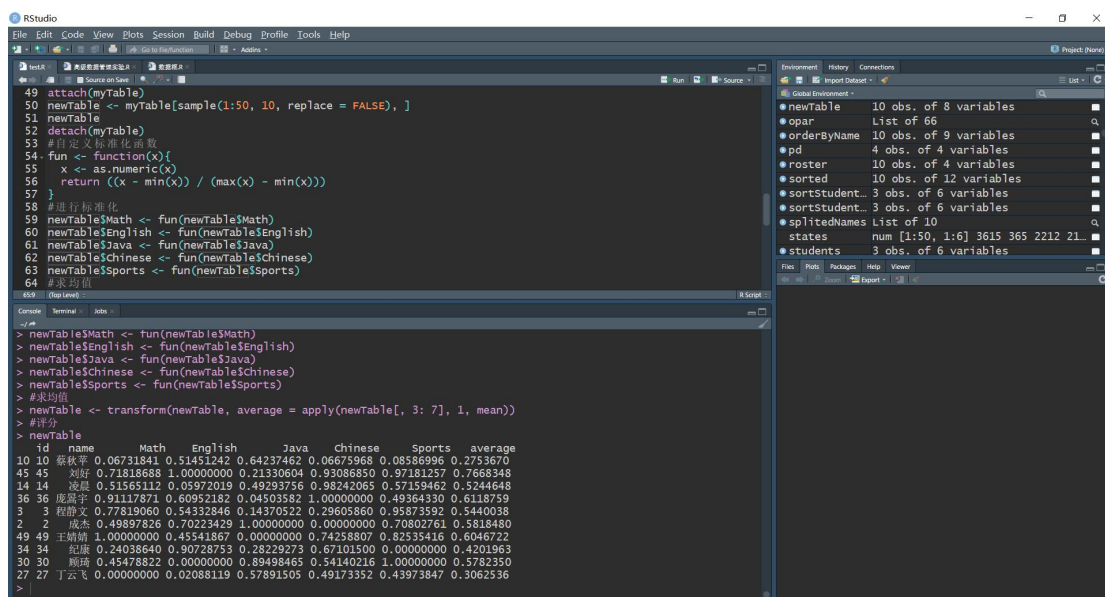 RStudio
File Edit Code View Plots Session Build Debug Profile Tools Help
Go to file/function Addins Project: (None)
test.R 高级数据管理实验.R 数据框.R
Source on Save Run Source
49 attach(myTable)
50 newTable <- myTable[sample(1:50, 10, replace = FALSE), ]
51 newTable
52 detach(myTable)
53 #自定义标准化函数
54 fun <- function(x){
55 x <- as.numeric(x)
56 return ((x - min(x)) / (max(x) - min(x)))
57 }
58 #进行标准化
59 newTable$Math <- fun(newTable$Math)
60 newTable$English <- fun(newTable$English)
61 newTable$Java <- fun(newTable$Java)
62 newTable$Chinese <- fun(newTable$Chinese)
63 newTable$Sports <- fun(newTable$Sports)
64 #求均值
65:9 (Top Level) R Script
Console Terminal Jobs
~/
> newTable$Math <- fun(newTable$Math)
> newTable$English <- fun(newTable$English)
> newTable$Java <- fun(newTable$Java)
> newTable$Chinese <- fun(newTable$Chinese)
> newTable$Sports <- fun(newTable$Sports)
> #求均值
> newTable <- transform(newTable, average = apply(newTable[, 3: 7], 1, mean))
> #评分
> newTable
id name Math English Java Chinese Sports average
10 10 蔡秋苹 0.06731841 0.51451242 0.64237462 0.06675968 0.08586996 0.2753670
45 45 刘好 0.71818688 1.00000000 0.21330604 0.93086850 0.97181257 0.7668348
14 14 凌晨 0.51565112 0.05972019 0.49293756 0.98242065 0.57159462 0.5244648
36 36 庞暠宇 0.91117871 0.60952182 0.04503582 1.00000000 0.49364330 0.6118759
3 3 程静文 0.77819060 0.54332846 0.14370522 0.29605860 0.95873592 0.5440038
2 2 成杰 0.49897826 0.70223429 1.00000000 0.00000000 0.70802761 0.5818480
49 49 王婧婧 1.00000000 0.45541867 0.00000000 0.74258807 0.82535416 0.6046722
34 34 纪康 0.24038640 0.90728753 0.28229273 0.67101500 0.00000000 0.4201963
30 30 顾琦 0.45478822 0.00000000 0.89498465 0.54140216 1.00000000 0.5782350
27 27 丁云飞 0.00000000 0.02088119 0.57891505 0.49173352 0.43973847 0.3062536
>
Environment History Connections
Import Dataset List
Global Environment
newTable 10 obs. of 8 variables
opar List of 66
orderByName 10 obs. of 9 variables
pd 4 obs. of 4 variables
roster 10 obs. of 4 variables
sorted 10 obs. of 12 variables
sortStudent… 3 obs. of 6 variables
sortStudent… 3 obs. of 6 variables
splitedNames List of 10
states num [1:50, 1:6] 3615 365 2212 21…
students 3 obs. of 6 variables
Files Plots Packages Help Viewer
Zoom Export